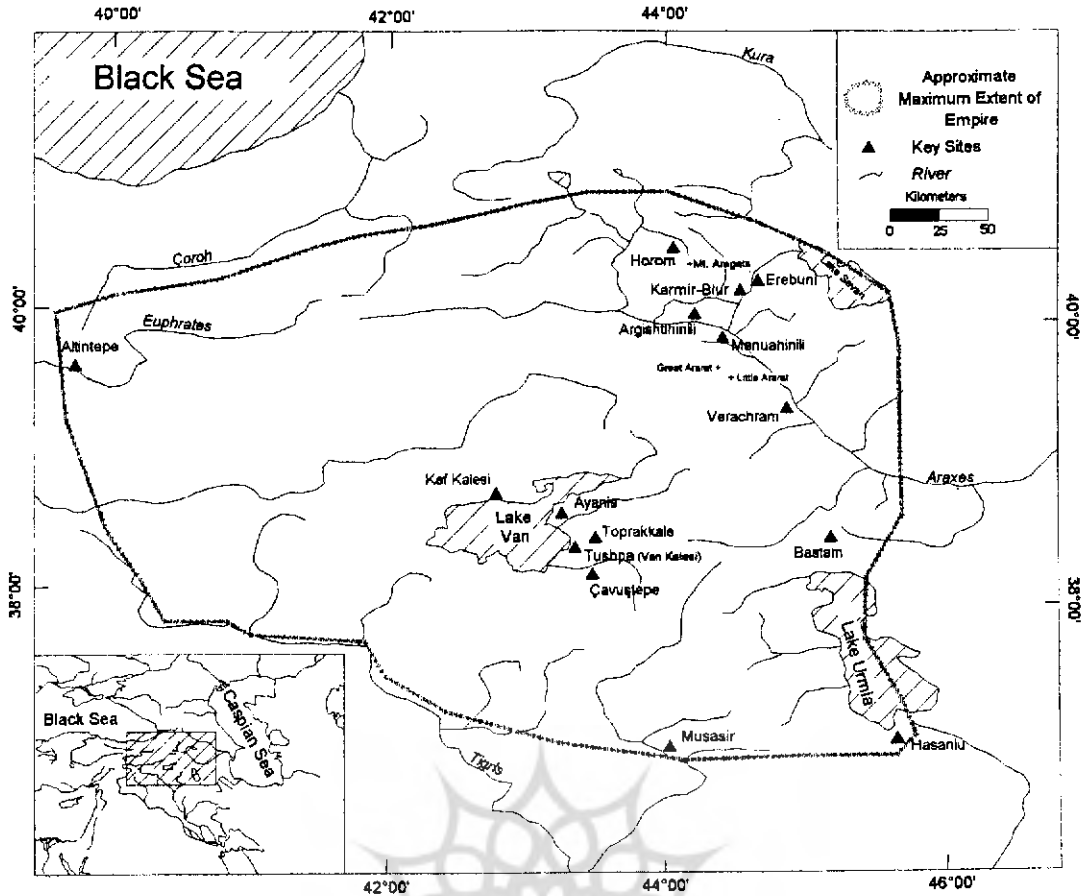 40°00'
42°00'
44°00'
Black Sea
Kura
Approximate
Maximum Extent of
Empire
Key Sites
River
Kilometers
0 25 50
Çoroh
Horom
Mt. Aragats
Erebuni
Lake Sevan
Karmir-Blur
40°00'
Euphrates
Argishtihinili
40°00'
Altintepe
Menuahinili
Great Ararat
Little Ararat
Verachram
Kef Kalesi
Araxes
Ayanis
Lake
Van
Toprakkale
Bastam
Tushpa (Van Kalesi)
Çavuştepe
38°00'
38°00'
Lake Urmia
Black Sea
Caspian Sea
Musasir
Hasanlu
Tigris
42°00'
44°00'
46°00'